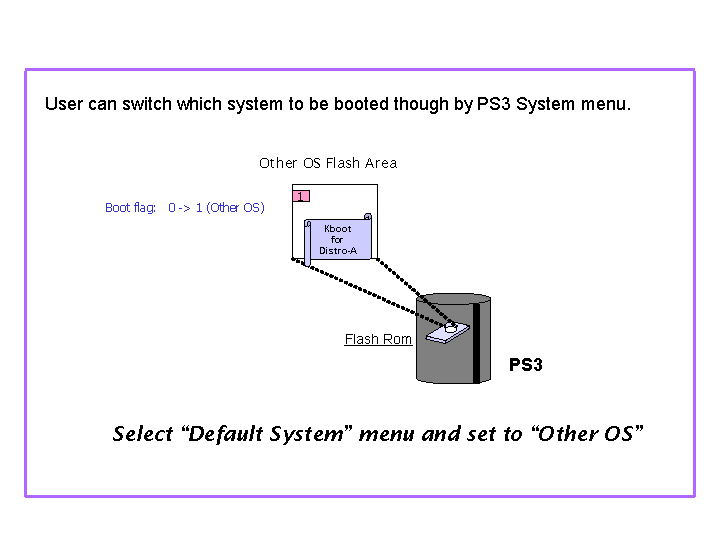 User can switch which system to be booted though by PS3 System menu.
Other OS Flash Area
1
Boot flag: 0 -> 1 (Other OS)
Kboot
for
Distro-A
Flash Rom
PS3
Select “Default System” menu and set to “Other OS”